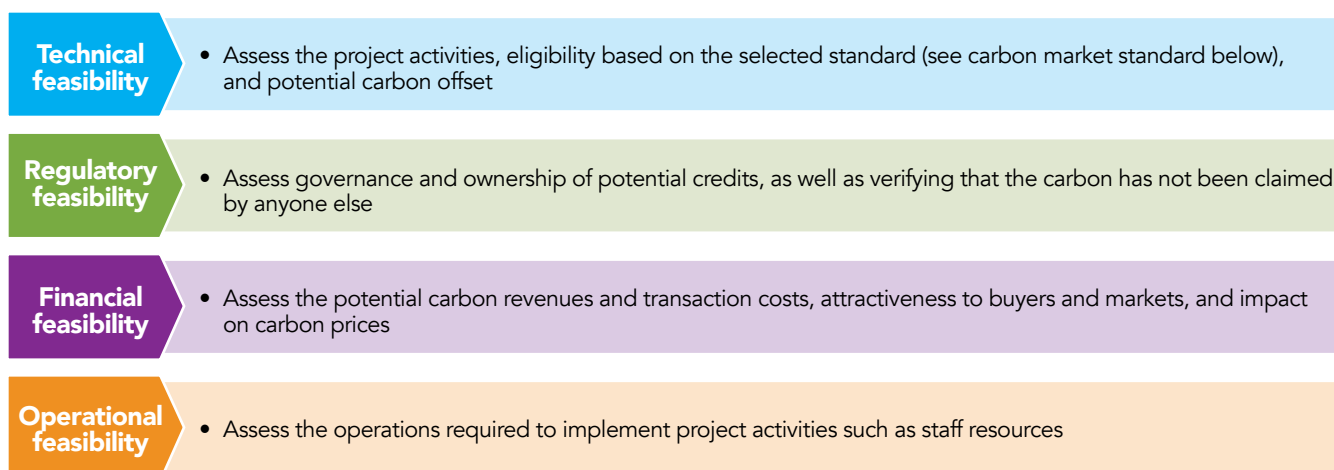 Technical
feasibility
• Assess the project activities, eligibility based on the selected standard (see carbon market standard below),
and potential carbon offset
Regulatory
feasibility
• Assess governance and ownership of potential credits, as well as verifying that the carbon has not been claimed
by anyone else
Financial
feasibility
• Assess the potential carbon revenues and transaction costs, attractiveness to buyers and markets, and impact
on carbon prices
Operational
feasibility
• Assess the operations required to implement project activities such as staff resources